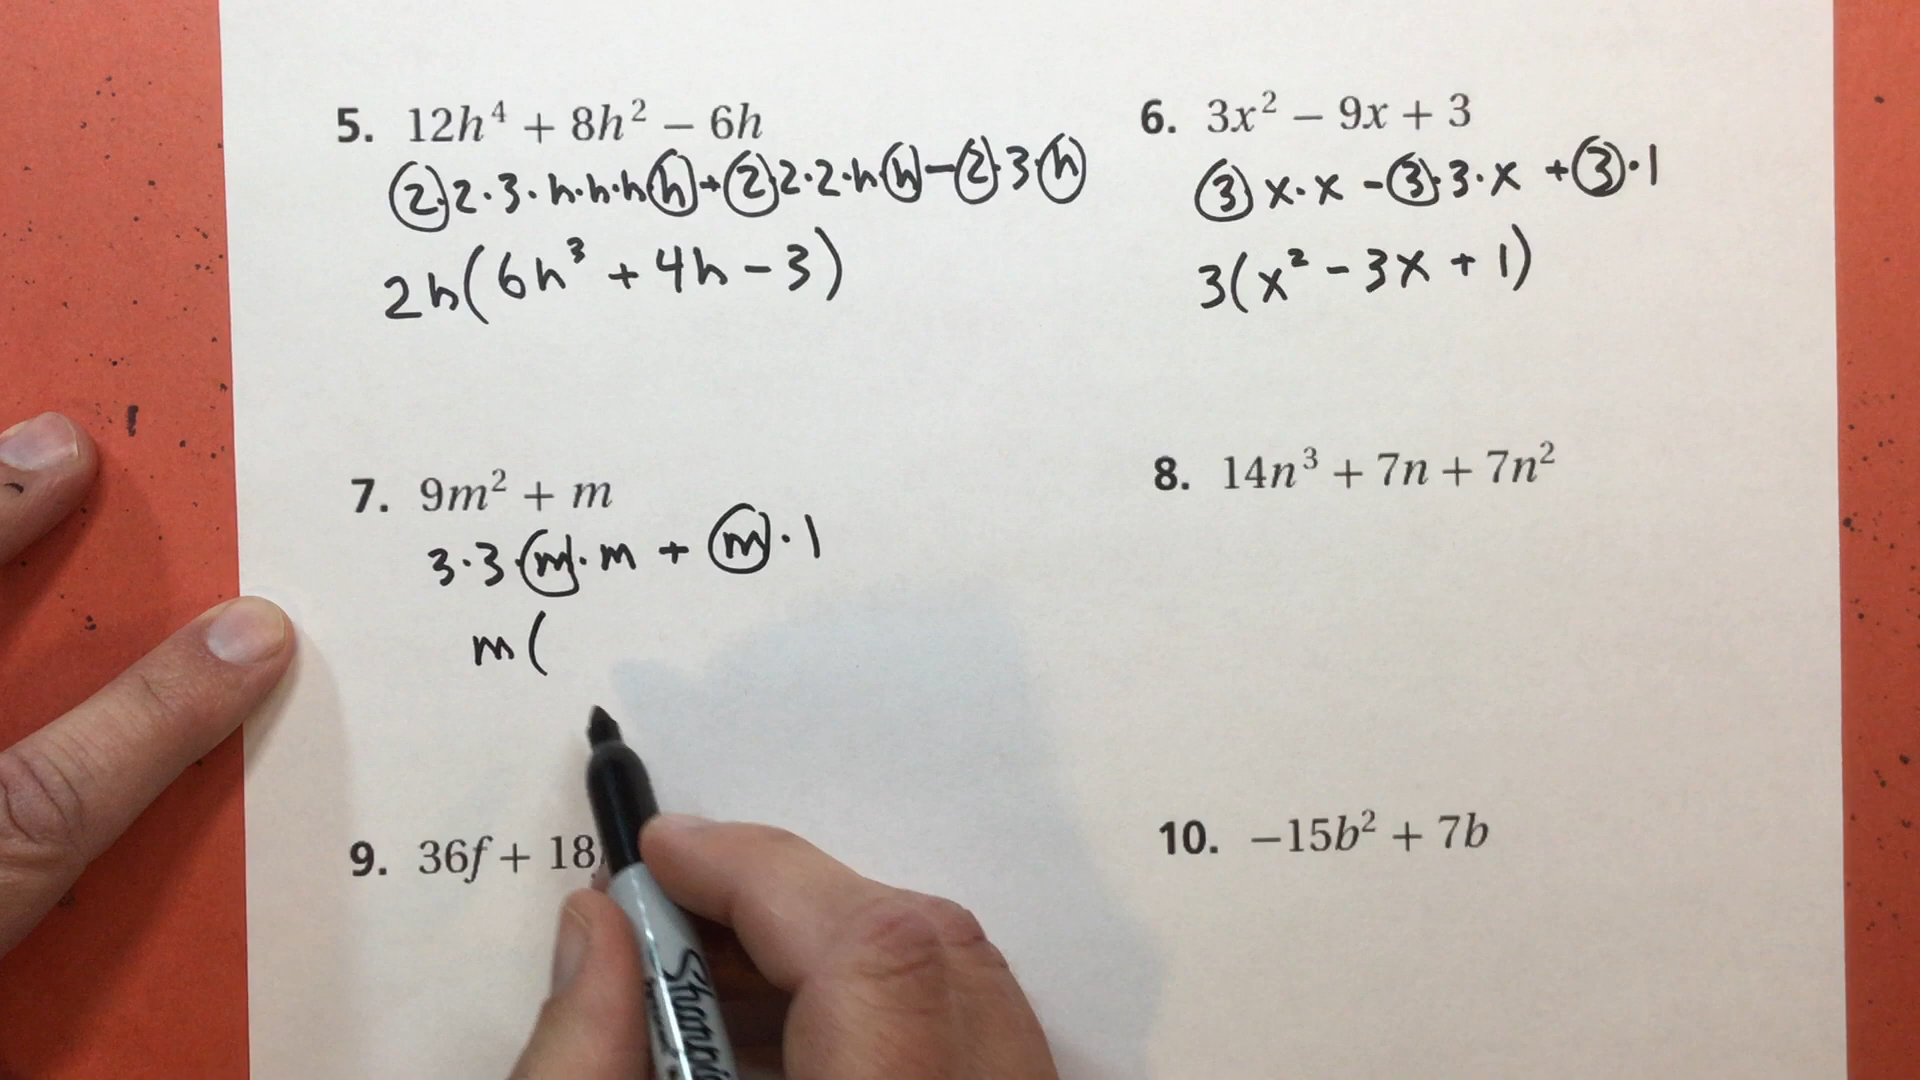 5. 12h⁴ + 8h² − 6h
②·2·3·h·h·h·ⓗ+②·2·2·h·ⓗ−②·3·ⓗ
2h(6h³ + 4h − 3)
6. 3x² − 9x + 3
③ x·x − ③·3·x + ③·1
3(x² − 3x + 1)
7. 9m² + m
3·3·ⓜ·m + ⓜ·1
m(
8. 14n³ + 7n + 7n²
9. 36f + 18
10. −15b² + 7b
Sharpie